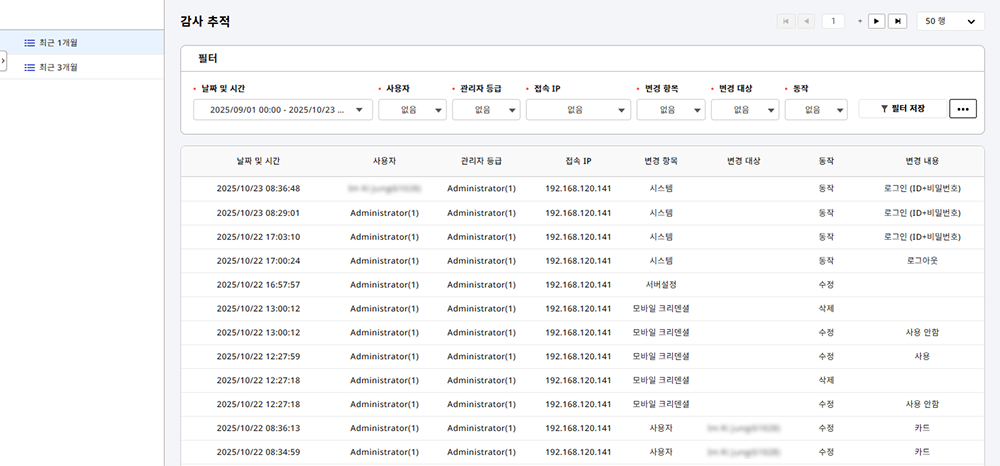 감사 추적
1 + 50 행
최근 1개월
최근 3개월
필터
날짜 및 시간 사용자 관리자 등급 접속 IP 변경 항목 변경 대상 동작
2025/09/01 00:00 - 2025/10/23 ... 없음 없음 없음 없음 없음 없음 필터 저장 •••
날짜 및 시간 사용자 관리자 등급 접속 IP 변경 항목 변경 대상 동작 변경 내용
2025/10/23 08:36:48 Administrator(1) 192.168.120.141 시스템 동작 로그인 (ID+비밀번호)
2025/10/23 08:29:01 Administrator(1) Administrator(1) 192.168.120.141 시스템 동작 로그인 (ID+비밀번호)
2025/10/22 17:03:10 Administrator(1) Administrator(1) 192.168.120.141 시스템 동작 로그인 (ID+비밀번호)
2025/10/22 17:00:24 Administrator(1) Administrator(1) 192.168.120.141 시스템 동작 로그아웃
2025/10/22 16:57:57 Administrator(1) Administrator(1) 192.168.120.141 서버설정 수정
2025/10/22 13:00:12 Administrator(1) Administrator(1) 192.168.120.141 모바일 크리덴셜 삭제
2025/10/22 13:00:12 Administrator(1) Administrator(1) 192.168.120.141 모바일 크리덴셜 수정 사용 안함
2025/10/22 12:27:59 Administrator(1) Administrator(1) 192.168.120.141 모바일 크리덴셜 수정 사용
2025/10/22 12:27:18 Administrator(1) Administrator(1) 192.168.120.141 모바일 크리덴셜 삭제
2025/10/22 12:27:18 Administrator(1) Administrator(1) 192.168.120.141 모바일 크리덴셜 수정 사용 안함
2025/10/22 08:36:13 Administrator(1) Administrator(1) 192.168.120.141 사용자 수정 카드
2025/10/22 08:34:59 Administrator(1) Administrator(1) 192.168.120.141 사용자 수정 카드